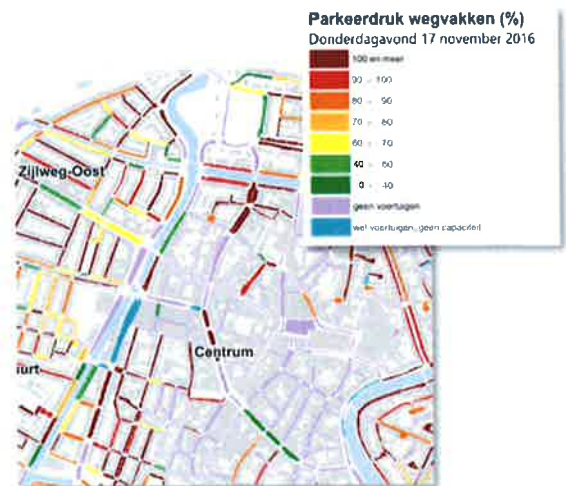 Parkeerdruk wegvakken (%)
Donderdagavond 17 november 2016
100 en meer
90 - 100
80 - 90
70 - 80
60 - 70
40 - 60
0 - 40
geen voertuigen
wel voertuigen, geen capaciteit
Zijlweg-Oost
Centrum
urt